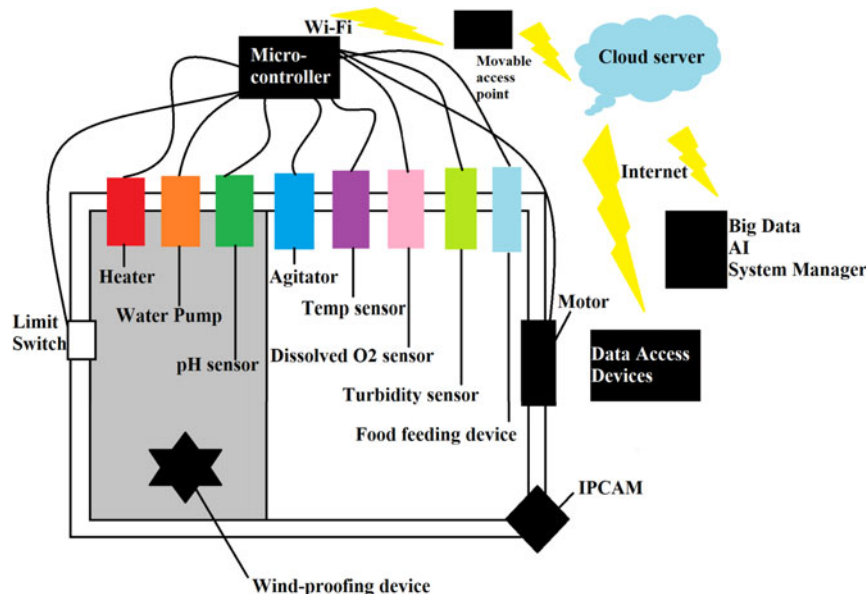 Wi-Fi
Micro-
controller
Movable
access
point
Cloud server
Internet
Big Data
AI
System Manager
Heater
Water Pump
pH sensor
Agitator
Temp sensor
Dissolved O2 sensor
Turbidity sensor
Food feeding device
Motor
Limit
Switch
Data Access
Devices
IPCAM
Wind-proofing device